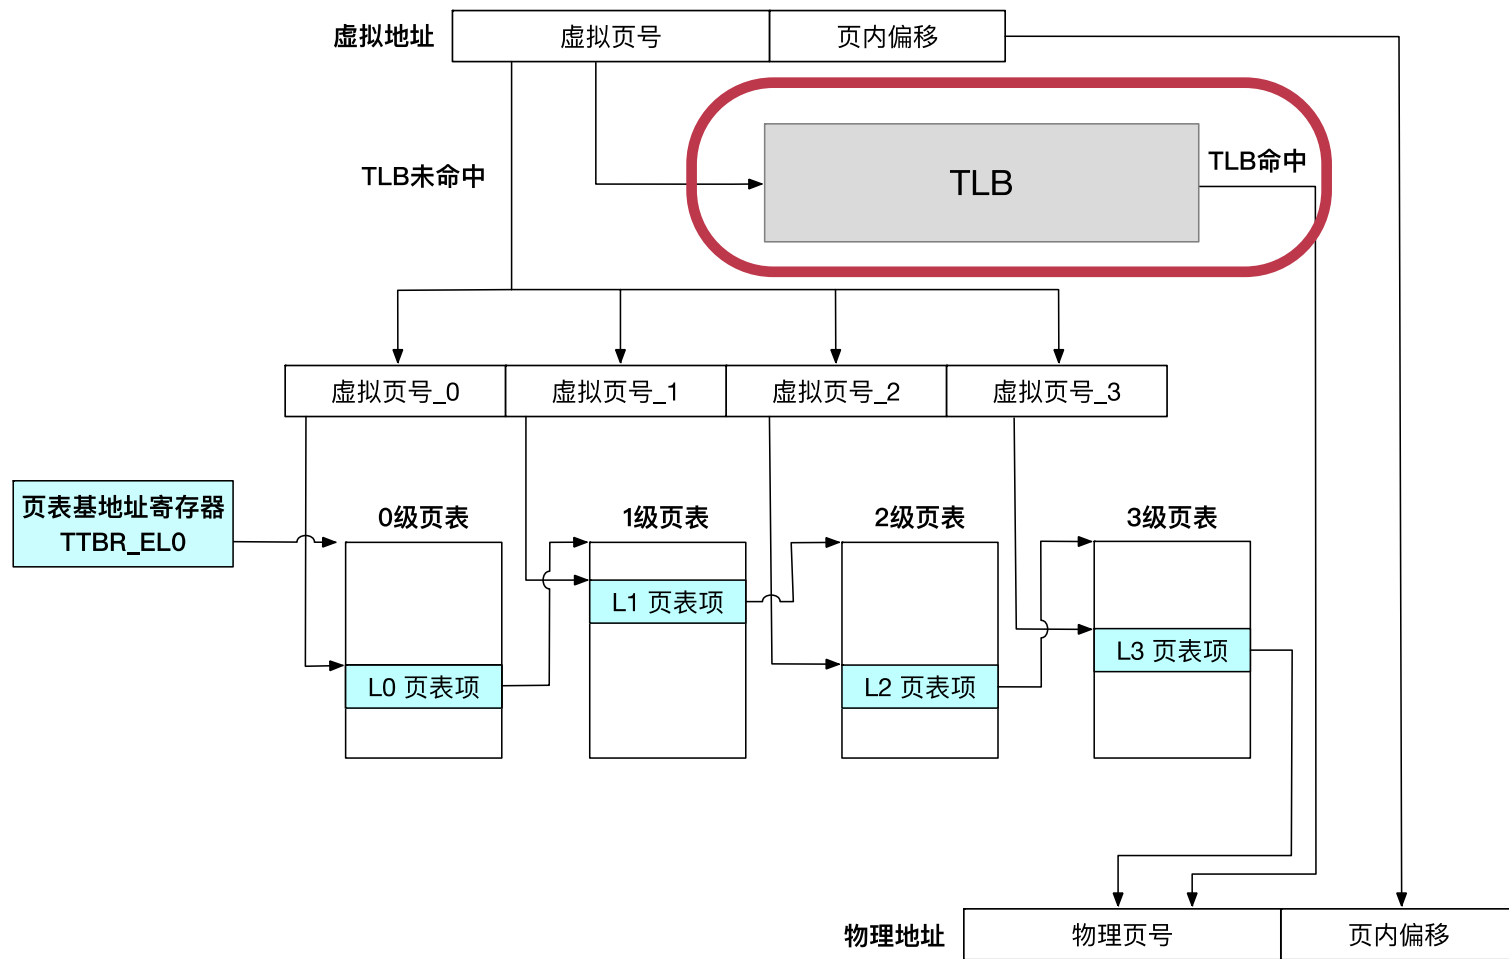 虚拟地址
虚拟页号
页内偏移
TLB未命中
TLB
TLB命中
虚拟页号_0
虚拟页号_1
虚拟页号_2
虚拟页号_3
页表基地址寄存器
TTBR_EL0
0级页表
1级页表
2级页表
3级页表
L0 页表项
L1 页表项
L2 页表项
L3 页表项
物理地址
物理页号
页内偏移